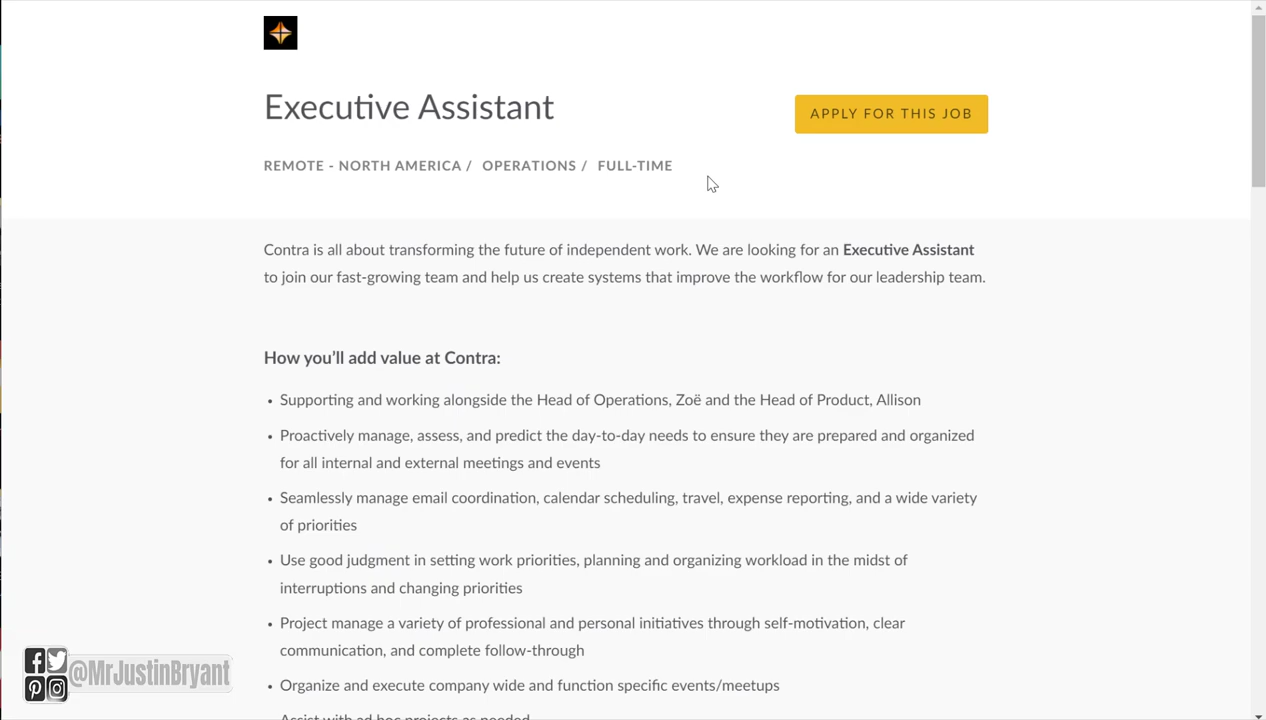 Executive Assistant
APPLY FOR THIS JOB
REMOTE - NORTH AMERICA / OPERATIONS / FULL-TIME
Contra is all about transforming the future of independent work. We are looking for an Executive Assistant
to join our fast-growing team and help us create systems that improve the workflow for our leadership team.
How you’ll add value at Contra:
• Supporting and working alongside the Head of Operations, Zoë and the Head of Product, Allison
• Proactively manage, assess, and predict the day-to-day needs to ensure they are prepared and organized
for all internal and external meetings and events
• Seamlessly manage email coordination, calendar scheduling, travel, expense reporting, and a wide variety
of priorities
• Use good judgment in setting work priorities, planning and organizing workload in the midst of
interruptions and changing priorities
• Project manage a variety of professional and personal initiatives through self-motivation, clear
communication, and complete follow-through
• Organize and execute company wide and function specific events/meetups
Assist with ad hoc projects as needed
@MrJustinBryant